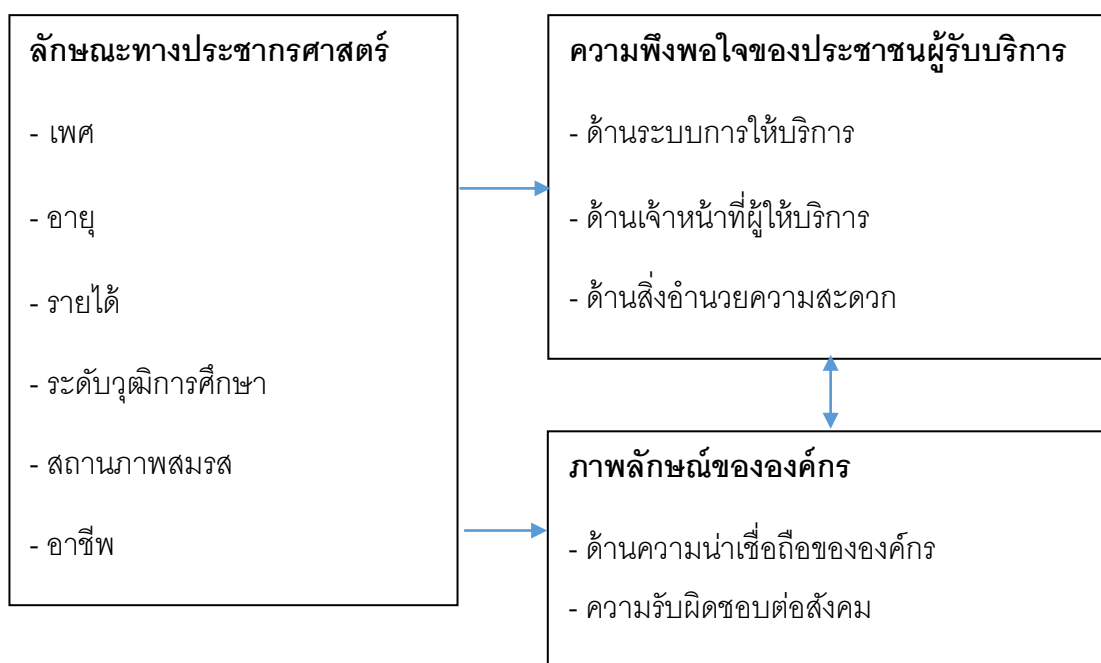 ลักษณะทางประชากรศาสตร์
- เพศ
- อายุ
- รายได้
- ระดับวุฒิการศึกษา
- สถานภาพสมรส
- อาชีพ
ความพึงพอใจของประชาชนผู้รับบริการ
- ด้านระบบการให้บริการ
- ด้านเจ้าหน้าที่ผู้ให้บริการ
- ด้านสิ่งอำนวยความสะดวก
ภาพลักษณ์ขององค์กร
- ด้านความน่าเชื่อถือขององค์กร
- ความรับผิดชอบต่อสังคม